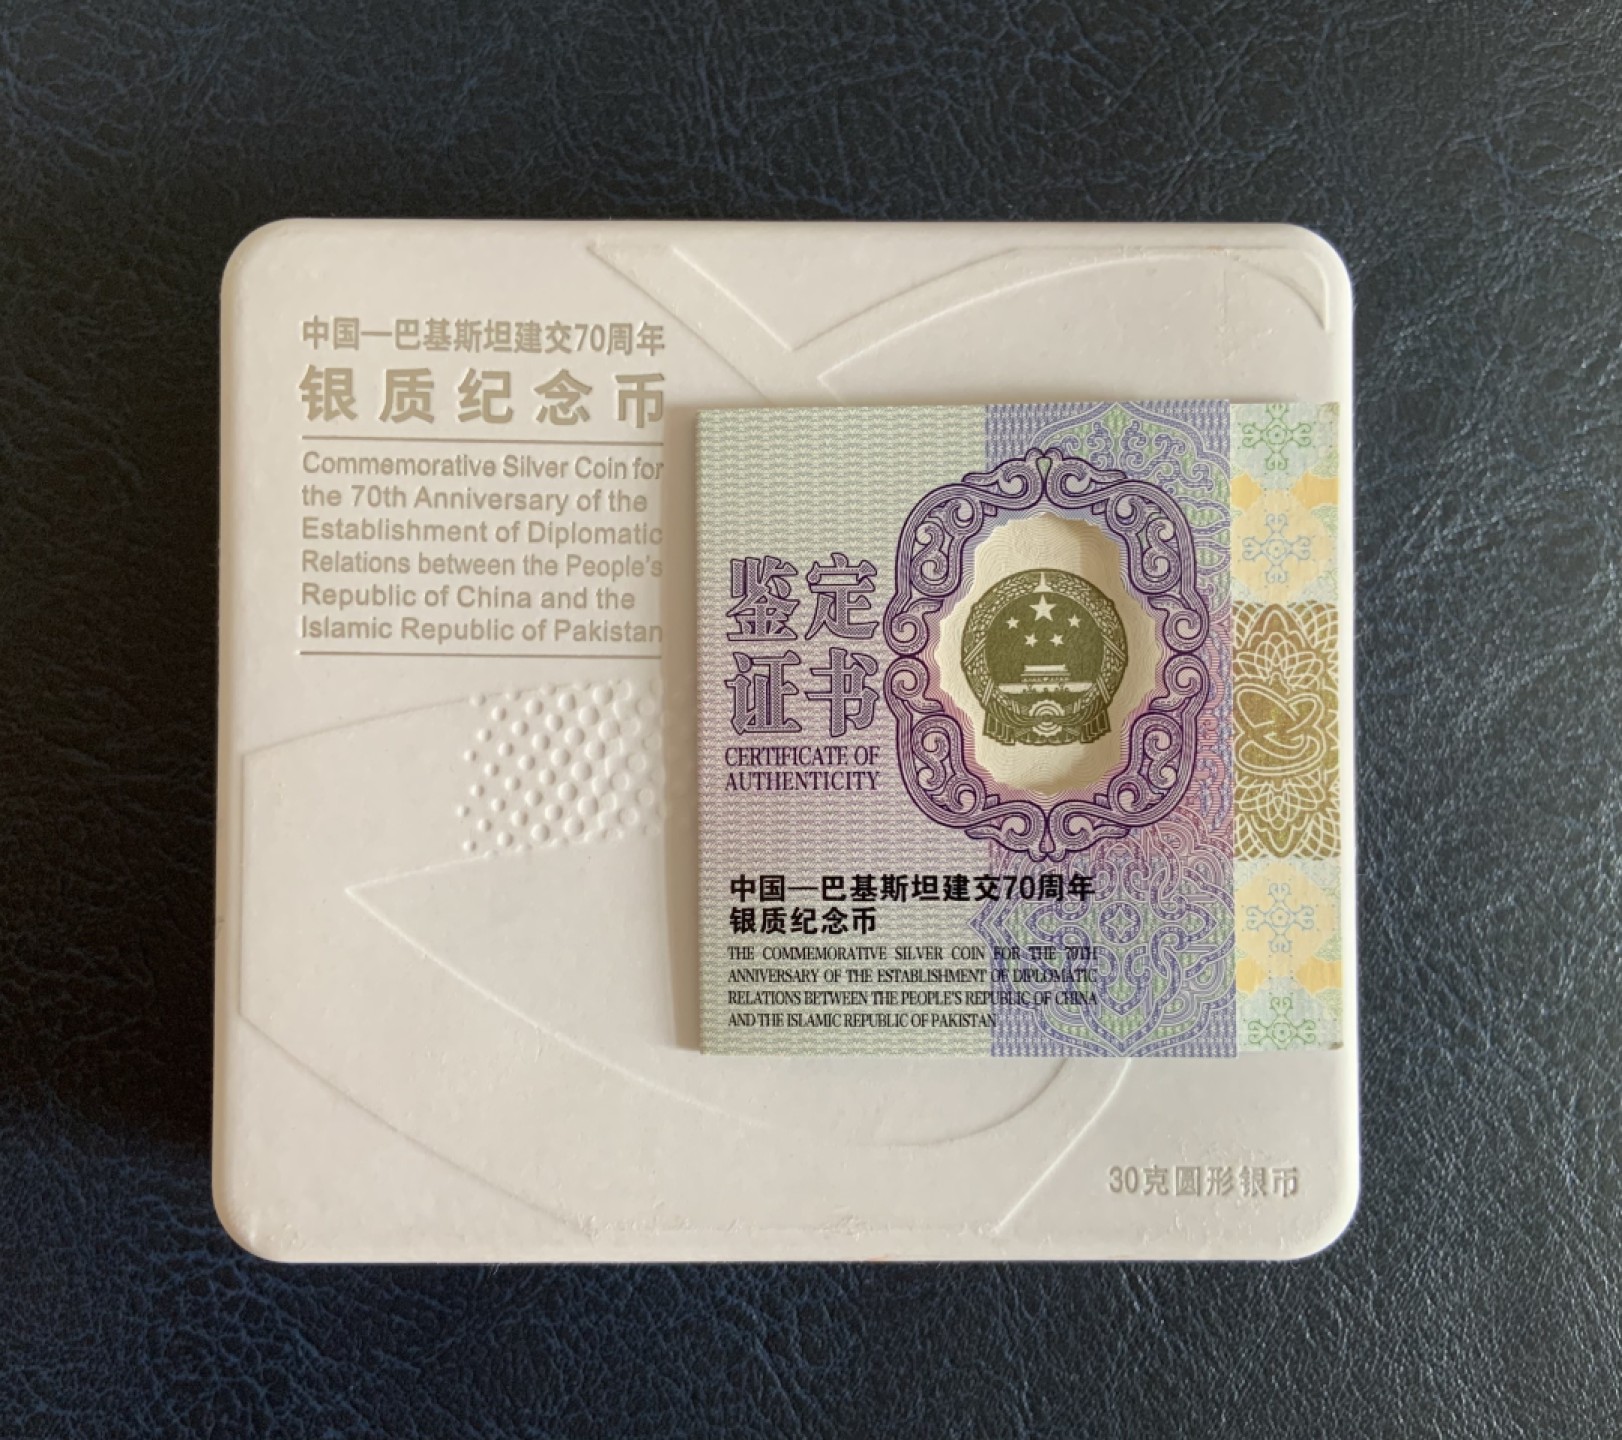 中国—巴基斯坦建交70周年
银质纪念币
Commemorative Silver Coin for
the 70th Anniversary of the
Establishment of Diplomatic
Relations between the People's
Republic of China and the
Islamic Republic of Pakistan
鉴定
证书
CERTIFICATE OF
AUTHENTICITY
中国—巴基斯坦建交70周年
银质纪念币
THE COMMEMORATIVE SILVER COIN FOR THE 70TH
ANNIVERSARY OF THE ESTABLISHMENT OF DIPLOMATIC
RELATIONS BETWEEN THE PEOPLE'S REPUBLIC OF CHINA
AND THE ISLAMIC REPUBLIC OF PAKISTAN
30克圆形银币